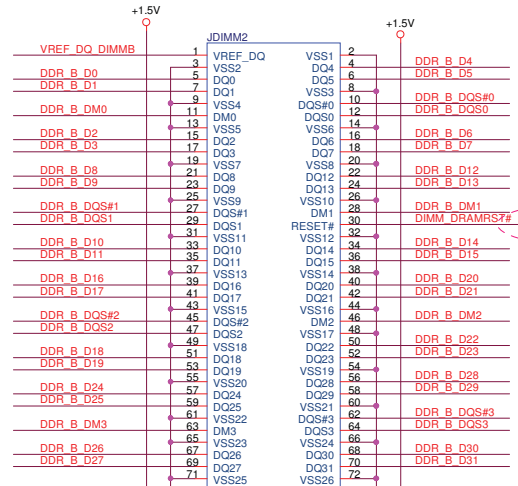 +1.5V +1.5V
JDIMM2
VREF_DQ_DIMMB 1 VREF_DQ VSS1 2
3 VSS2 DQ4 4 DDR_B_D4
DDR_B_D0 5 DQ0 DQ5 6 DDR_B_D5
DDR_B_D1 7 DQ1 VSS3 8
9 VSS4 DQS#0 10 DDR_B_DQS#0
DDR_B_DM0 11 DM0 DQS0 12 DDR_B_DQS0
13 VSS5 VSS6 14
DDR_B_D2 15 DQ2 DQ6 16 DDR_B_D6
DDR_B_D3 17 DQ3 DQ7 18 DDR_B_D7
19 VSS7 VSS8 20
DDR_B_D8 21 DQ8 DQ12 22 DDR_B_D12
DDR_B_D9 23 DQ9 DQ13 24 DDR_B_D13
25 VSS9 VSS10 26
DDR_B_DQS#1 27 DQS#1 DM1 28 DDR_B_DM1
DDR_B_DQS1 29 DQS1 RESET# 30 DIMM_DRAMRST#
31 VSS11 VSS12 32
DDR_B_D10 33 DQ10 DQ14 34 DDR_B_D14
DDR_B_D11 35 DQ11 DQ15 36 DDR_B_D15
37 VSS13 VSS14 38
DDR_B_D16 39 DQ16 DQ20 40 DDR_B_D20
DDR_B_D17 41 DQ17 DQ21 42 DDR_B_D21
43 VSS15 VSS16 44
DDR_B_DQS#2 45 DQS#2 DM2 46 DDR_B_DM2
DDR_B_DQS2 47 DQS2 VSS17 48
49 VSS18 DQ22 50 DDR_B_D22
DDR_B_D18 51 DQ18 DQ23 52 DDR_B_D23
DDR_B_D19 53 DQ19 VSS19 54
55 VSS20 DQ28 56 DDR_B_D28
DDR_B_D24 57 DQ24 DQ29 58 DDR_B_D29
DDR_B_D25 59 DQ25 VSS21 60
61 VSS22 DQS#3 62 DDR_B_DQS#3
DDR_B_DM3 63 DM3 DQS3 64 DDR_B_DQS3
65 VSS23 VSS24 66
DDR_B_D26 67 DQ26 DQ30 68 DDR_B_D30
DDR_B_D27 69 DQ27 DQ31 70 DDR_B_D31
71 VSS25 VSS26 72